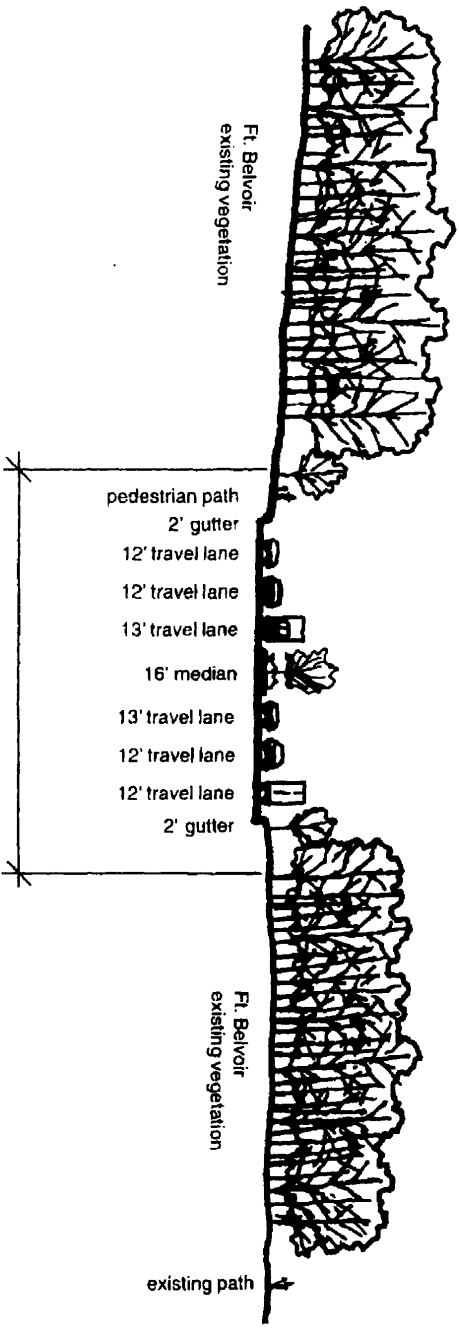 Ft. Belvoir
existing vegetation
pedestrian path
2' gutter
12' travel lane
12' travel lane
13' travel lane
16' median
13' travel lane
12' travel lane
12' travel lane
2' gutter
Ft. Belvoir
existing vegetation
existing path